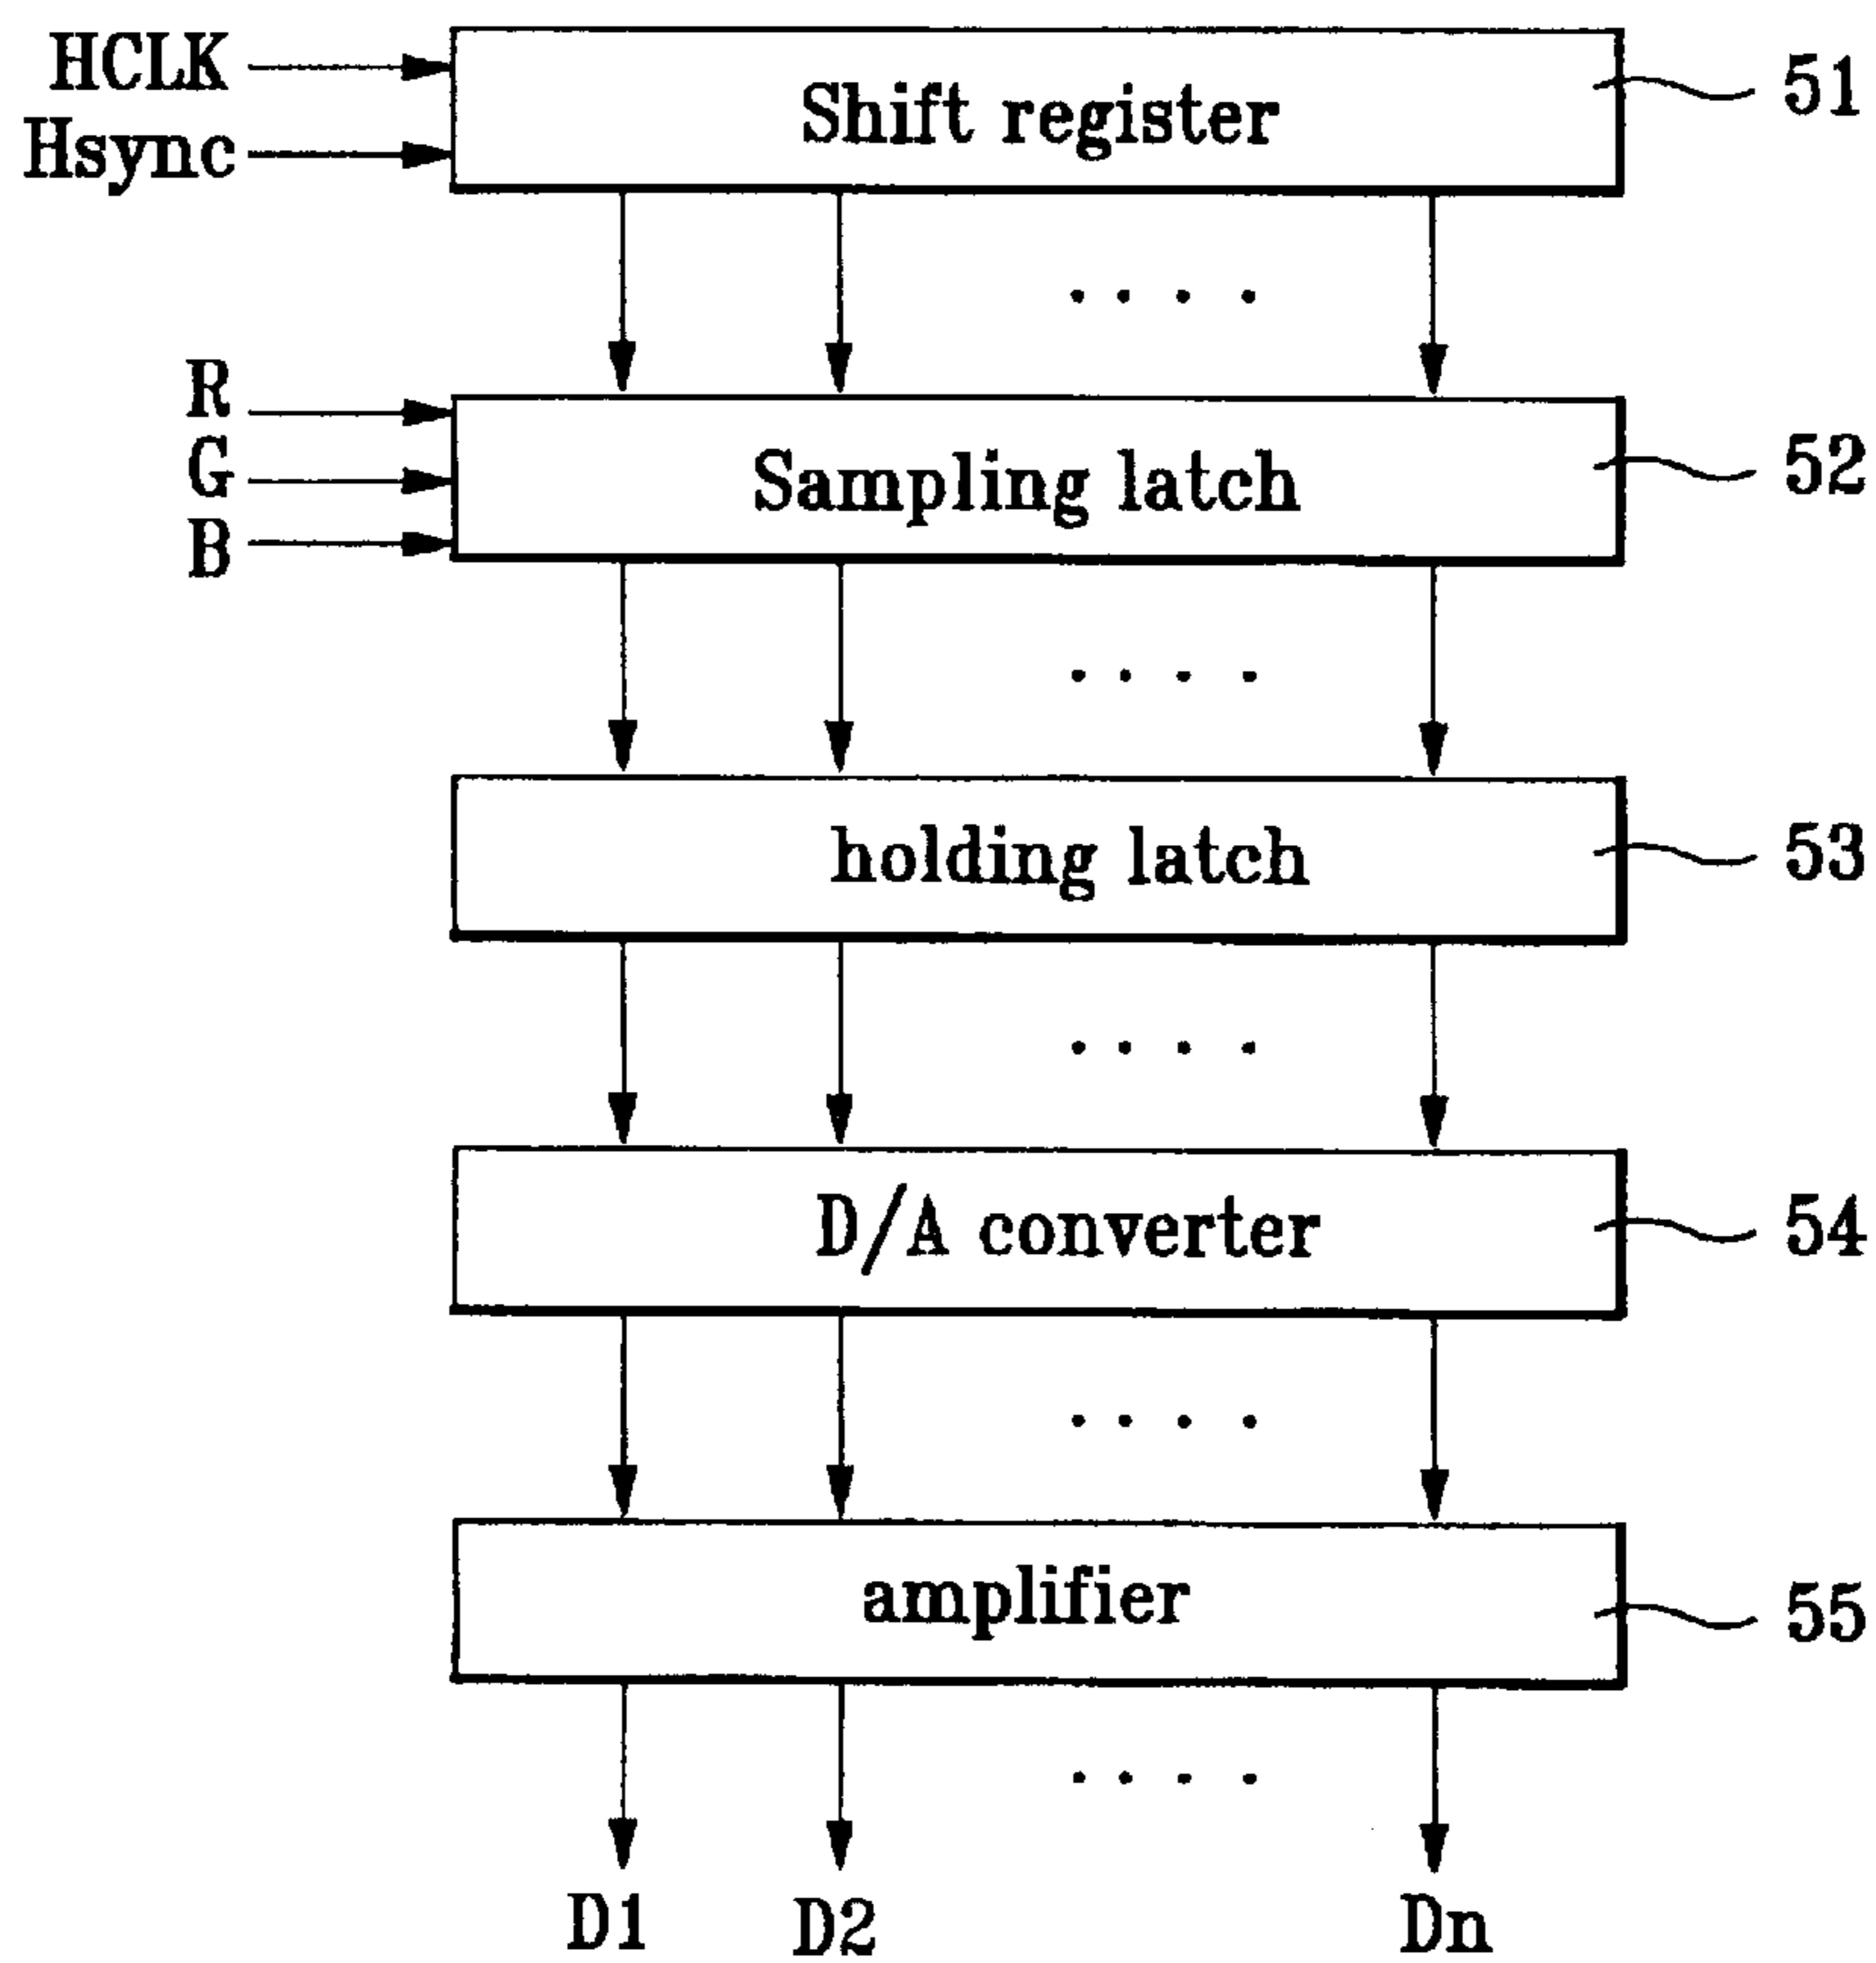 HCLK
Hsync
Shift register
51
R
G
B
Sampling latch
52
holding latch
53
D/A converter
54
amplifier
55
D1 D2 Dn